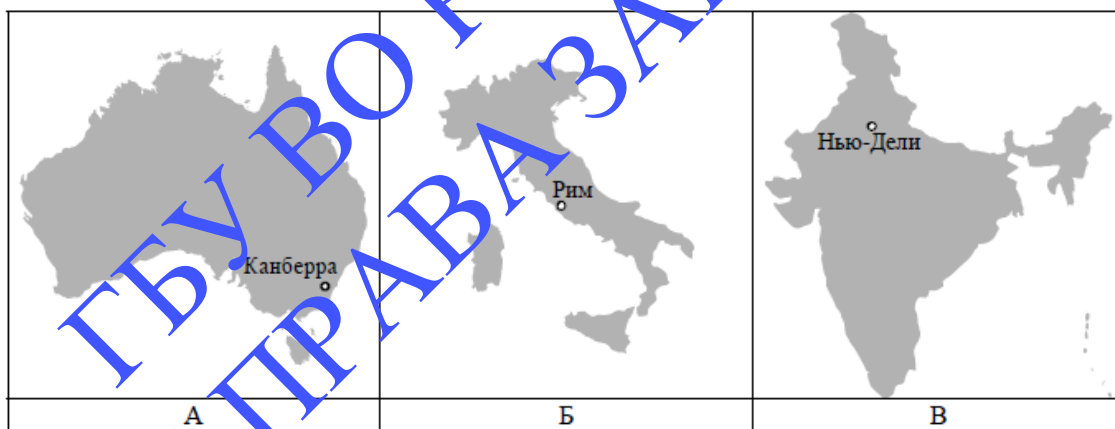 ГБУ ВО
ПРАВА ЗА
Канберра
Рим
Нью-Дели
А
Б
В